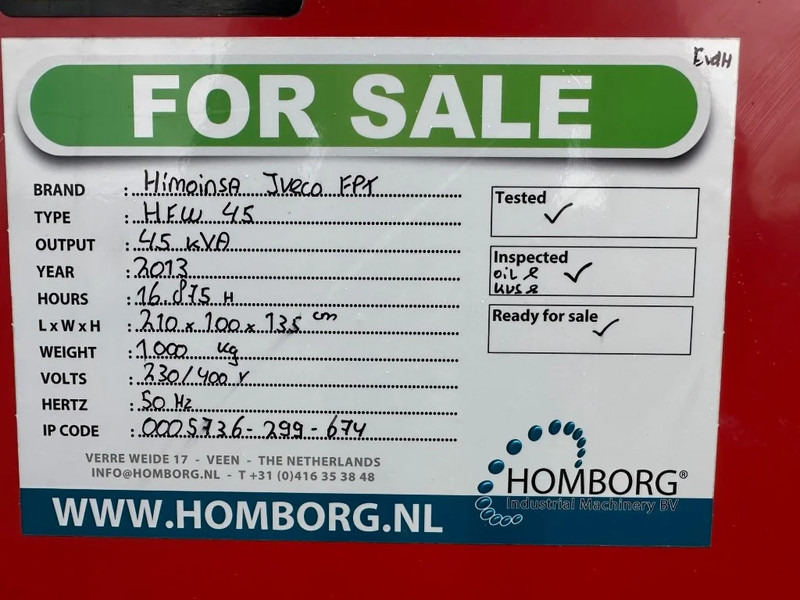 EvdH
FOR SALE
BRAND : Himoinsa Iveco FPT
TYPE : HFW 45
OUTPUT : 45 kVA
YEAR : 2013
HOURS : 16.875 H
L x W x H : 210 x 100 x 135 cm
WEIGHT : 1.000 kg
VOLTS : 230/400 V
HERTZ : 50 Hz
IP CODE : 0005736-299-674
Tested ✓
Inspected ✓
oil &
Ready for sale ✓
VERRE WEIDE 17 - VEEN - THE NETHERLANDS
INFO@HOMBORG.NL - T +31 (0)416 35 38 48
HOMBORG®
Industrial Machinery BV
WWW.HOMBORG.NL